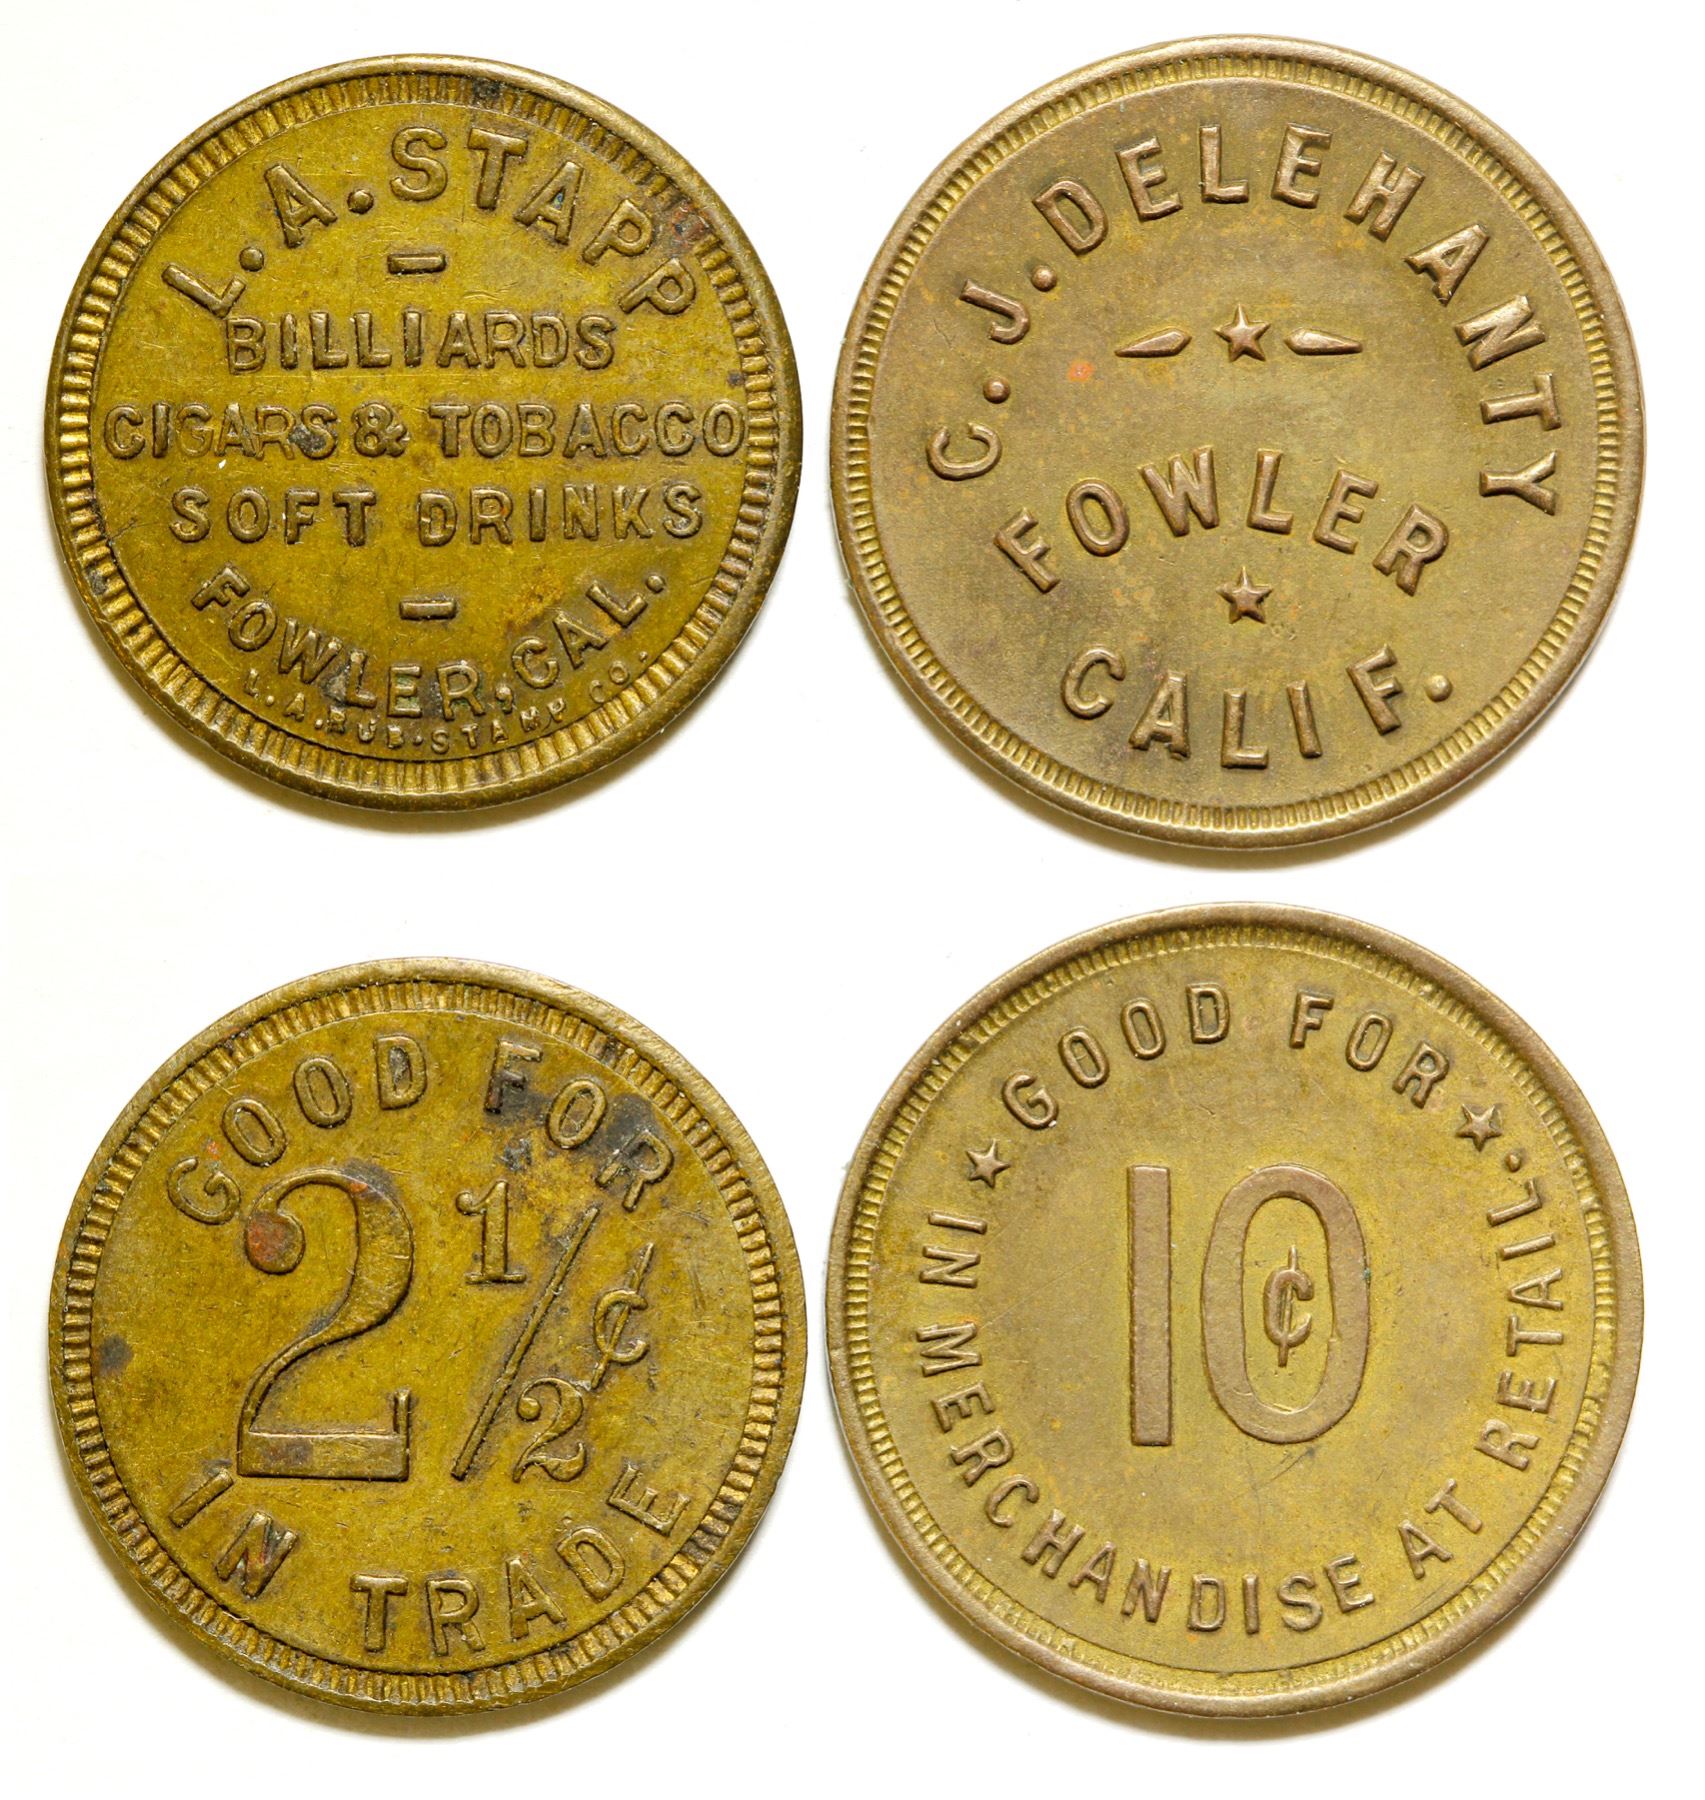 L.A. STAPP
BILLIARDS
CIGARS & TOBACCO
SOFT DRINKS
FOWLER, CAL.
L.A. RUB. STAMP CO.
C.J. DELEHANTY
FOWLER
CALIF.
GOOD FOR
2 1/2 ¢
IN TRADE
GOOD FOR
10¢
IN MERCHANDISE AT RETAIL.